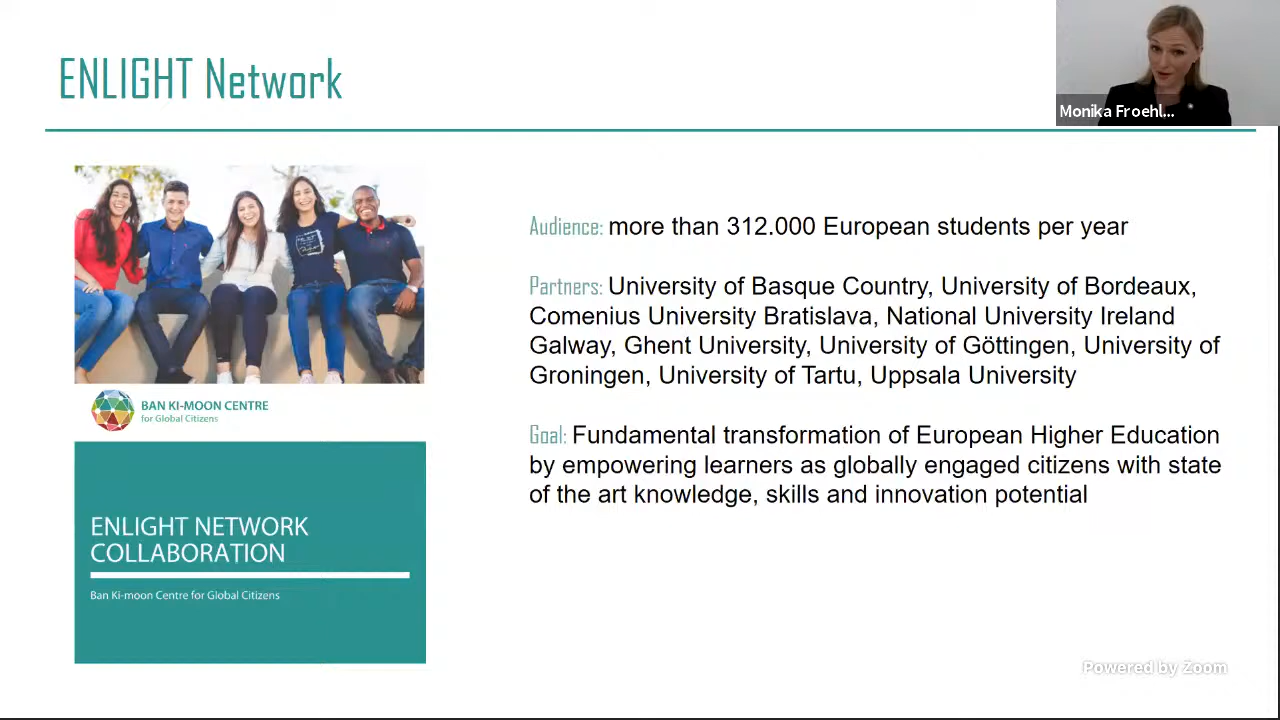 ENLIGHT Network
Monika Froehl...
Audience: more than 312.000 European students per year
Partners: University of Basque Country, University of Bordeaux,
Comenius University Bratislava, National University Ireland
Galway, Ghent University, University of Göttingen, University of
Groningen, University of Tartu, Uppsala University
Goal: Fundamental transformation of European Higher Education
by empowering learners as globally engaged citizens with state
of the art knowledge, skills and innovation potential
BAN KI-MOON CENTRE
for Global Citizens
ENLIGHT NETWORK
COLLABORATION
Ban Ki-moon Centre for Global Citizens
Powered by Zoom